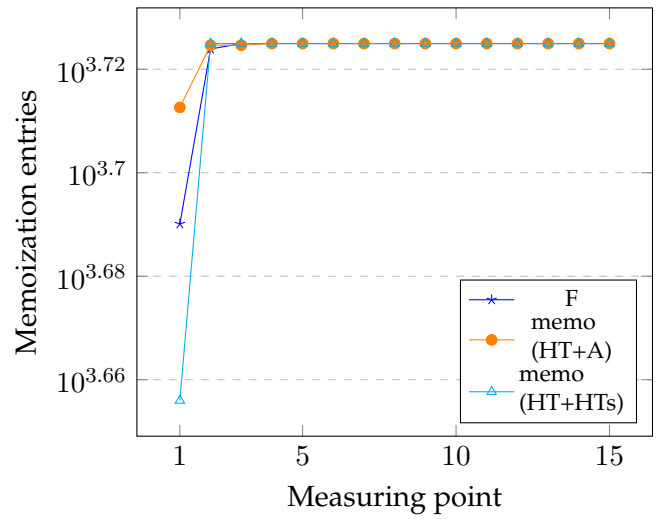 Memoization entries
10^3.72
10^3.7
10^3.68
10^3.66
1
5
10
15
Measuring point
F
memo
(HT+A)
memo
(HT+HTs)